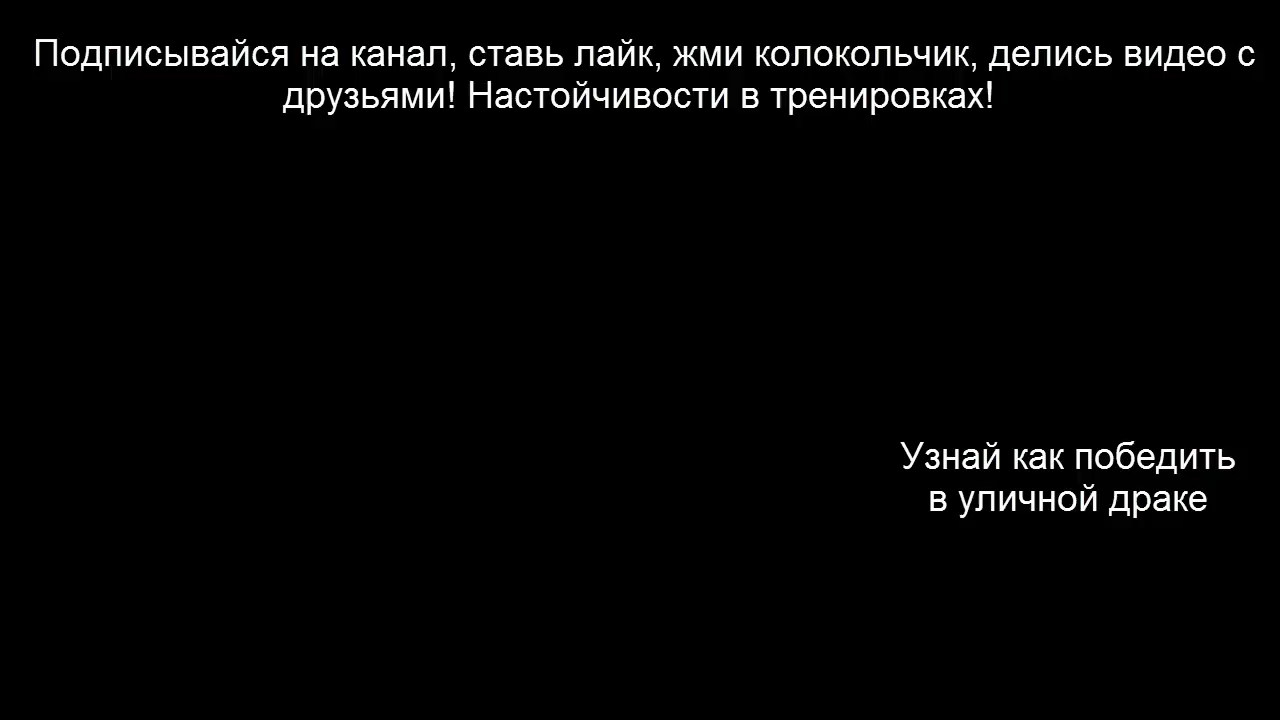 Подписывайся на канал, ставь лайк, жми колокольчик, делись видео с
друзьями! Настойчивости в тренировках!
Узнай как победить
в уличной драке